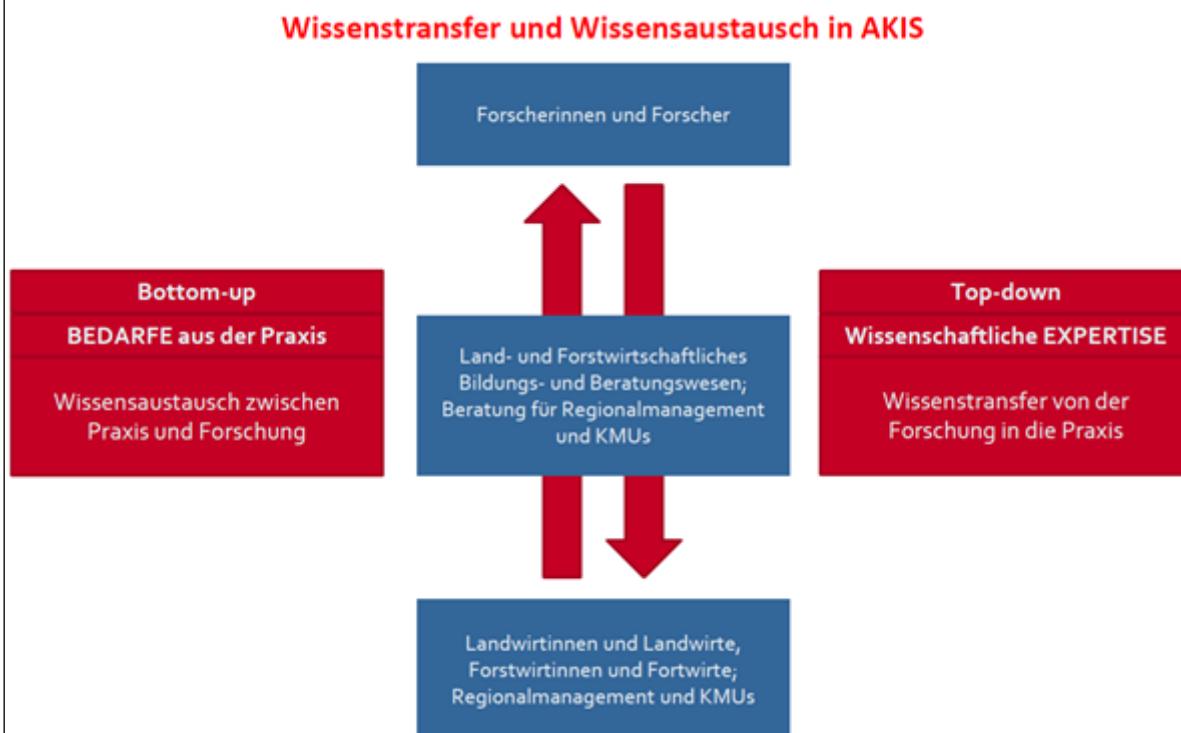 Wissenstransfer und Wissensaustausch in AKIS
Forscherinnen und Forscher
Bottom-up
BEDARFE aus der Praxis
Wissensaustausch zwischen
Praxis und Forschung
Land- und Forstwirtschaftliches
Bildungs- und Beratungswesen;
Beratung für Regionalmanagement
und KMUs
Top-down
Wissenschaftliche EXPERTISE
Wissenstransfer von der
Forschung in die Praxis
Landwirtinnen und Landwirte,
Forstwirtinnen und Fortwirte;
Regionalmanagement und KMUs